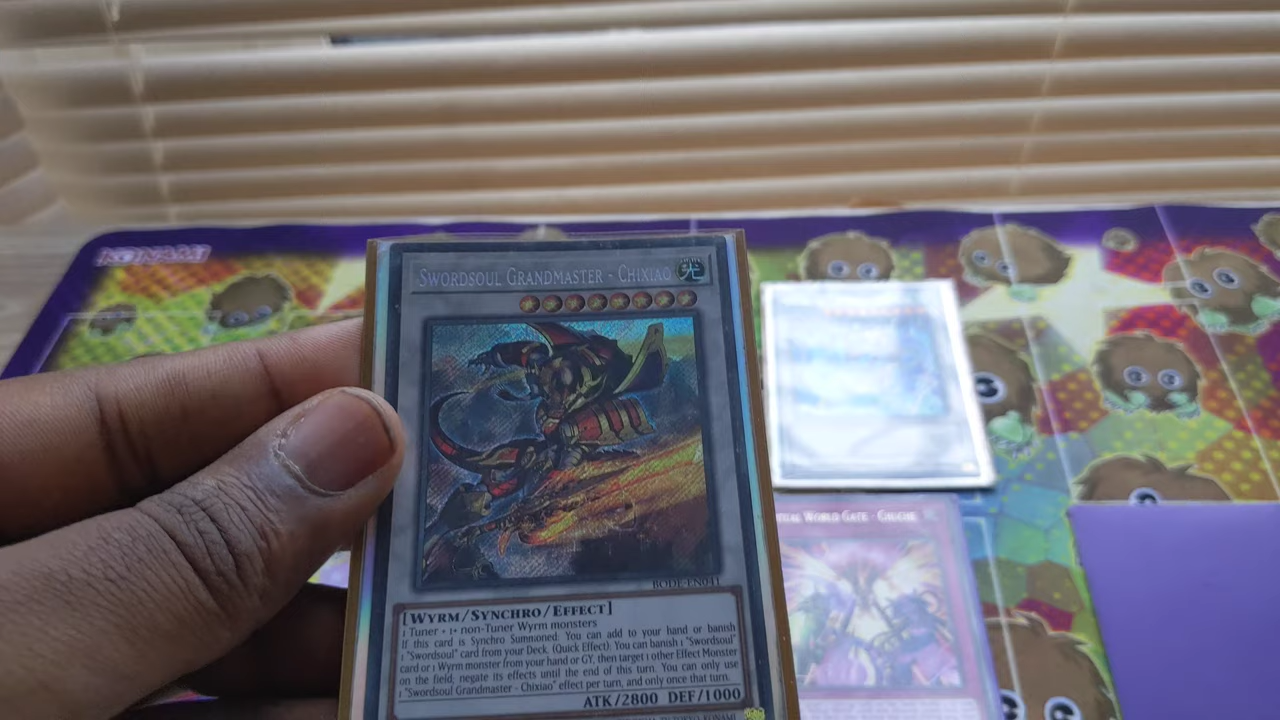 KONAMI
SWORDSOUL GRANDMASTER - CHIXIAO
光
BODE-EN041
[WYRM/SYNCHRO/EFFECT]
1 Tuner + 1+ non-Tuner Wyrm monsters
If this card is Synchro Summoned: You can add to your hand or banish
1 "Swordsoul" card from your Deck. (Quick Effect): You can banish 1 "Swordsoul"
card or 1 Wyrm monster from your hand or GY, then target 1 other Effect Monster
on the field; negate its effects until the end of this turn. You can only use
1 "Swordsoul Grandmaster - Chixiao" effect per turn, and only once that turn.
ATK/2800 DEF/1000
WORLD GATE - CHUCHE